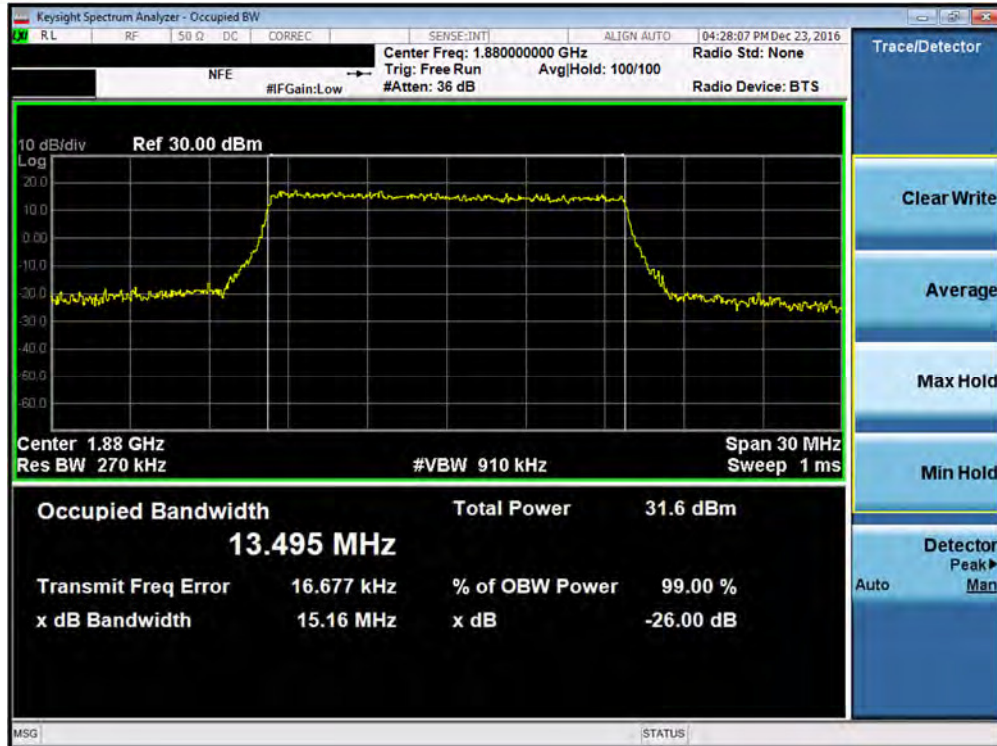 Keysight Spectrum Analyzer - Occupied BW
LXI RL RF 50 Ω DC CORREC SENSE:INT ALIGN AUTO 04:28:07 PM Dec 23, 2016
NFE #IFGain:Low
Center Freq: 1.880000000 GHz Radio Std: None
Trig: Free Run Avg|Hold: 100/100
#Atten: 36 dB Radio Device: BTS
10 dB/div Ref 30.00 dBm
Log
20.0
10.0
0.00
-10.0
-20.0
-30.0
-40.0
-50.0
-60.0
Center 1.88 GHz Span 30 MHz
Res BW 270 kHz #VBW 910 kHz Sweep 1 ms
Occupied Bandwidth Total Power 31.6 dBm
13.495 MHz
Transmit Freq Error 16.677 kHz % of OBW Power 99.00 %
x dB Bandwidth 15.16 MHz x dB -26.00 dB
Trace/Detector
Clear Write
Average
Max Hold
Min Hold
Detector
Peak▶
Auto Man
MSG STATUS